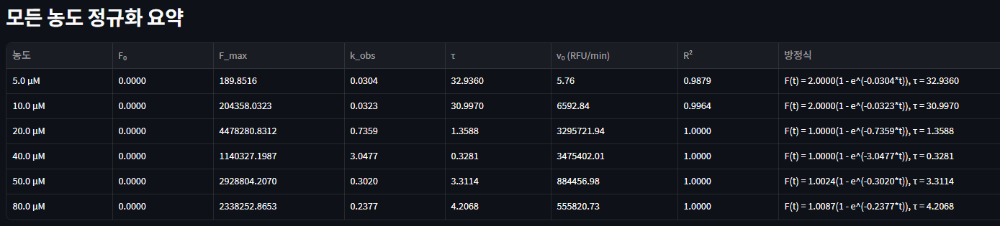 모든 농도 정규화 요약
농도 F₀ F_max k_obs τ v₀ (RFU/min) R² 방정식
5.0 μM 0.0000 189.8516 0.0304 32.9360 5.76 0.9879 F(t) = 2.0000(1 - e^(-0.0304*t)), τ = 32.9360
10.0 μM 0.0000 204358.0323 0.0323 30.9970 6592.84 0.9964 F(t) = 2.0000(1 - e^(-0.0323*t)), τ = 30.9970
20.0 μM 0.0000 4478280.8312 0.7359 1.3588 3295721.94 1.0000 F(t) = 1.0000(1 - e^(-0.7359*t)), τ = 1.3588
40.0 μM 0.0000 1140327.1987 3.0477 0.3281 3475402.01 1.0000 F(t) = 1.0000(1 - e^(-3.0477*t)), τ = 0.3281
50.0 μM 0.0000 2928804.2070 0.3020 3.3114 884456.98 1.0000 F(t) = 1.0024(1 - e^(-0.3020*t)), τ = 3.3114
80.0 μM 0.0000 2338252.8653 0.2377 4.2068 555820.73 1.0000 F(t) = 1.0087(1 - e^(-0.2377*t)), τ = 4.2068